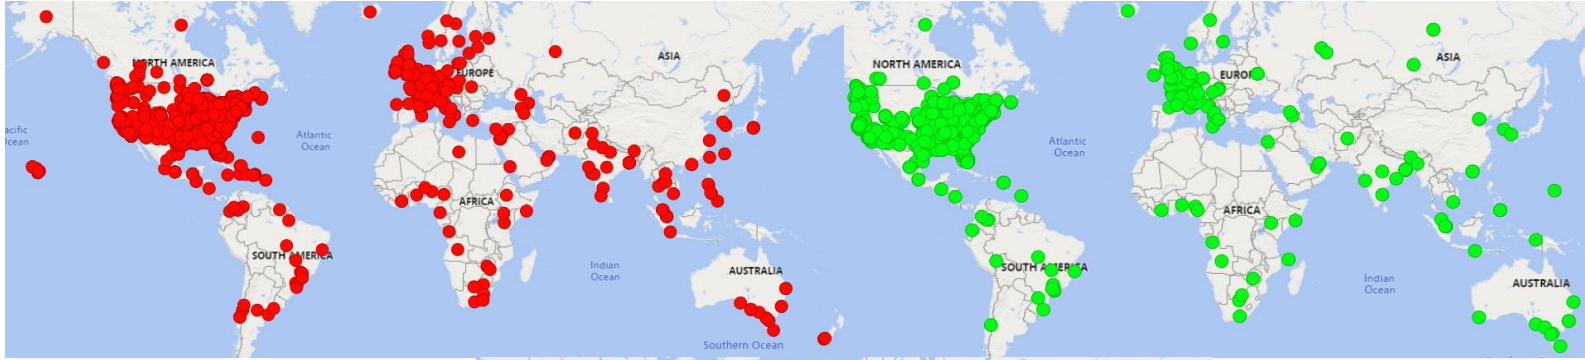 NORTH AMERICA
EUROPE
ASIA
acific
cean
Atlantic
Ocean
AFRICA
SOUTH AMERICA
Indian
Ocean
AUSTRALIA
Southern Ocean
NORTH AMERICA
EUROP
ASIA
Atlantic
Ocean
AFRICA
SOUTH AMERICA
Indian
Ocean
AUSTRALIA